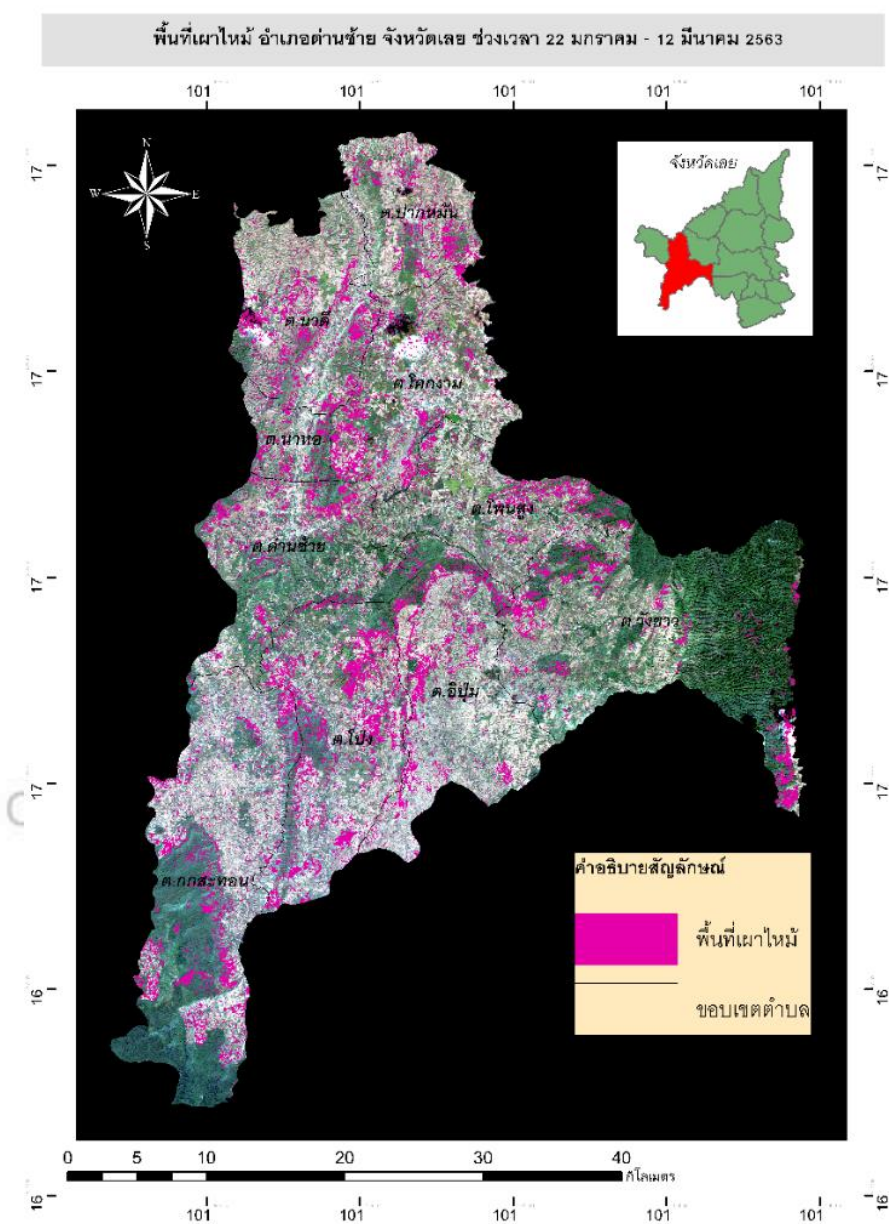 พื้นที่เผาไหม้ อำเภอด่านซ้าย จังหวัดเลย ช่วงเวลา 22 มกราคม - 12 มีนาคม 2563
101 101 101 101 101
N
W E
S
จังหวัดเลย
17
17
17
17
16
16
17
17
17
17
16
16
ต.ปากหมัน
ต.นาดี
ต.โคกงาม
ต.นาหอ
ต.โพนสูง
ต.ด่านซ้าย
ต.วังยาว
ต.อิปุ่ม
ต.โป่ง
ต.กกสะทอน
คำอธิบายสัญลักษณ์
พื้นที่เผาไหม้
ขอบเขตตำบล
0 5 10 20 30 40
กิโลเมตร
101 101 101 101 101